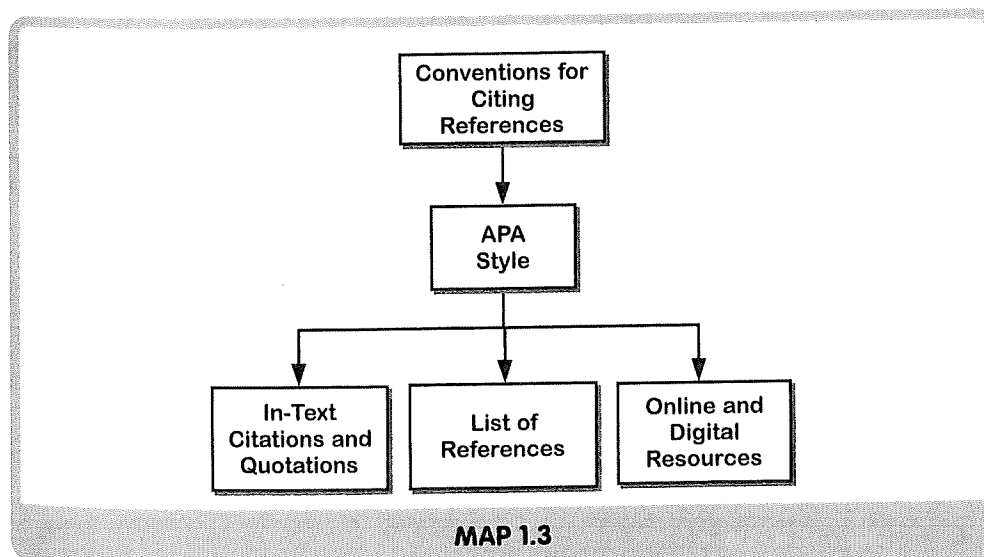 Conventions for
Citing
References
APA
Style
In-Text
Citations and
Quotations
List of
References
Online and
Digital
Resources
MAP 1.3